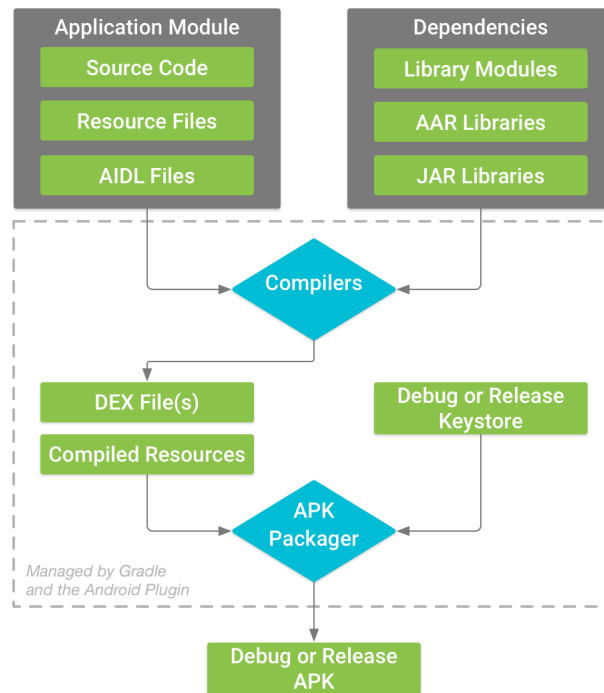 Application Module
Source Code
Resource Files
AIDL Files
Dependencies
Library Modules
AAR Libraries
JAR Libraries
Compilers
DEX File(s)
Compiled Resources
Debug or Release
Keystore
APK
Packager
Managed by Gradle
and the Android Plugin
Debug or Release
APK